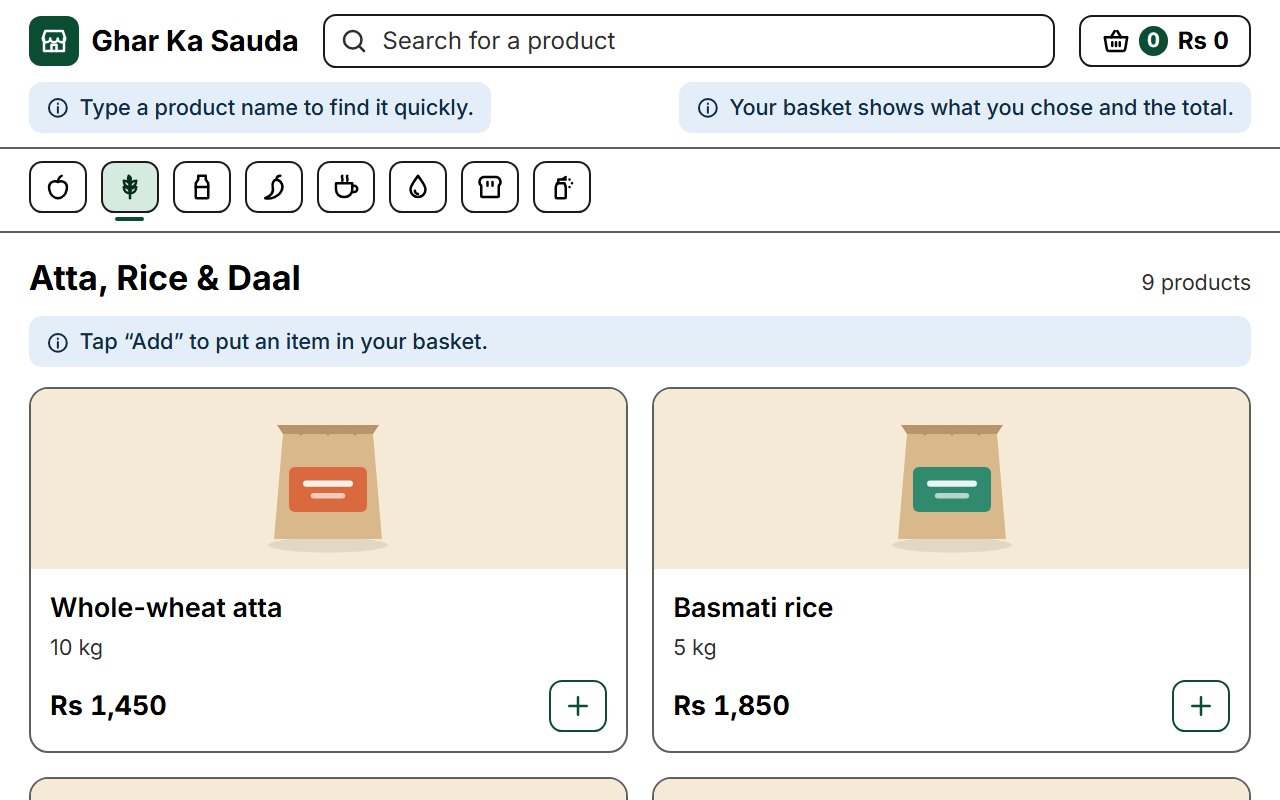 Ghar Ka Sauda
Search for a product
0 Rs 0
Type a product name to find it quickly.
Your basket shows what you chose and the total.
Atta, Rice & Daal
9 products
Tap “Add” to put an item in your basket.
Whole-wheat atta
10 kg
Rs 1,450
Basmati rice
5 kg
Rs 1,850